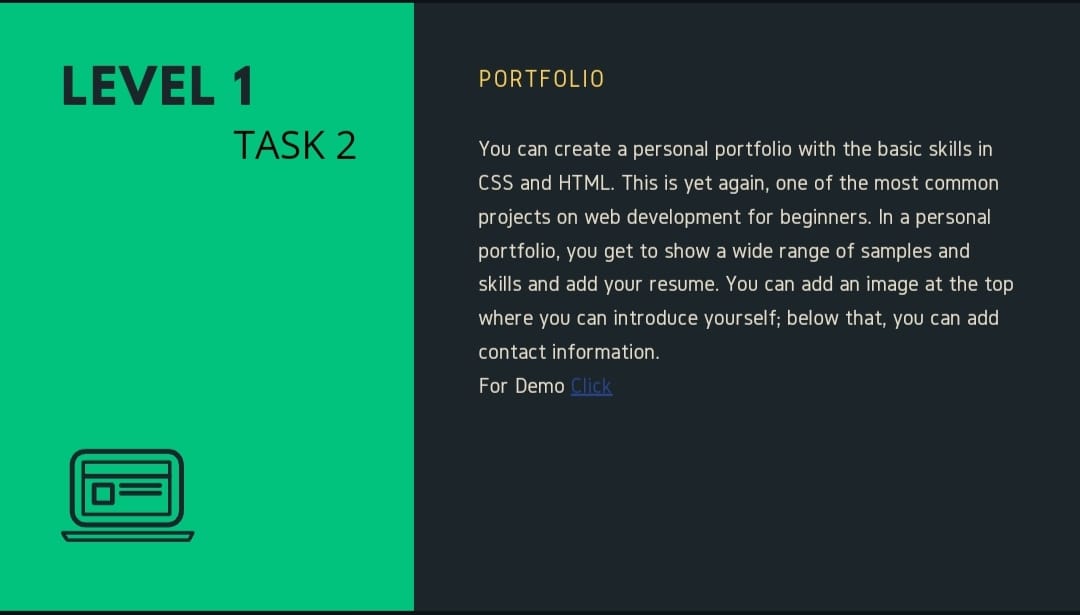 LEVEL 1
TASK 2
PORTFOLIO
You can create a personal portfolio with the basic skills in
CSS and HTML. This is yet again, one of the most common
projects on web development for beginners. In a personal
portfolio, you get to show a wide range of samples and
skills and add your resume. You can add an image at the top
where you can introduce yourself; below that, you can add
contact information.
For Demo Click